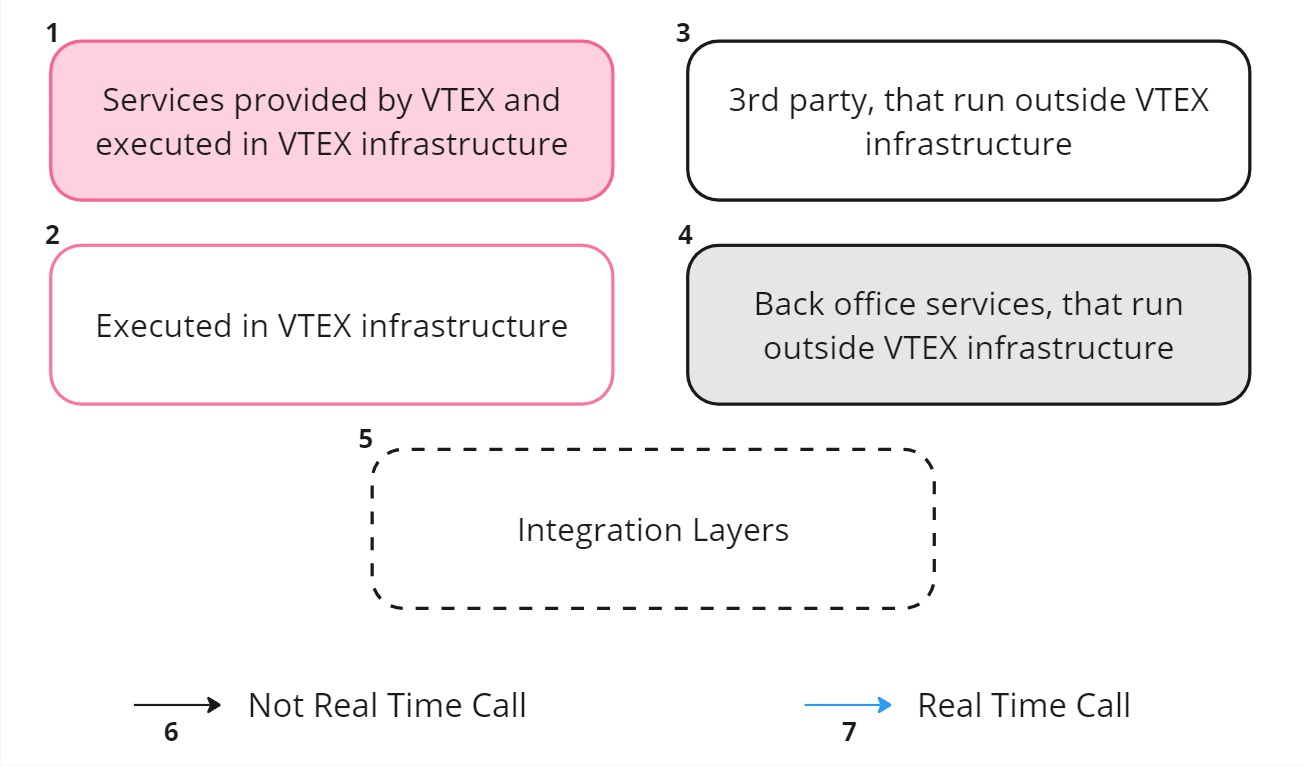 1
Services provided by VTEX and
executed in VTEX infrastructure
3
3rd party, that run outside VTEX
infrastructure
2
Executed in VTEX infrastructure
4
Back office services, that run
outside VTEX infrastructure
5
Integration Layers
Not Real Time Call
6
Real Time Call
7